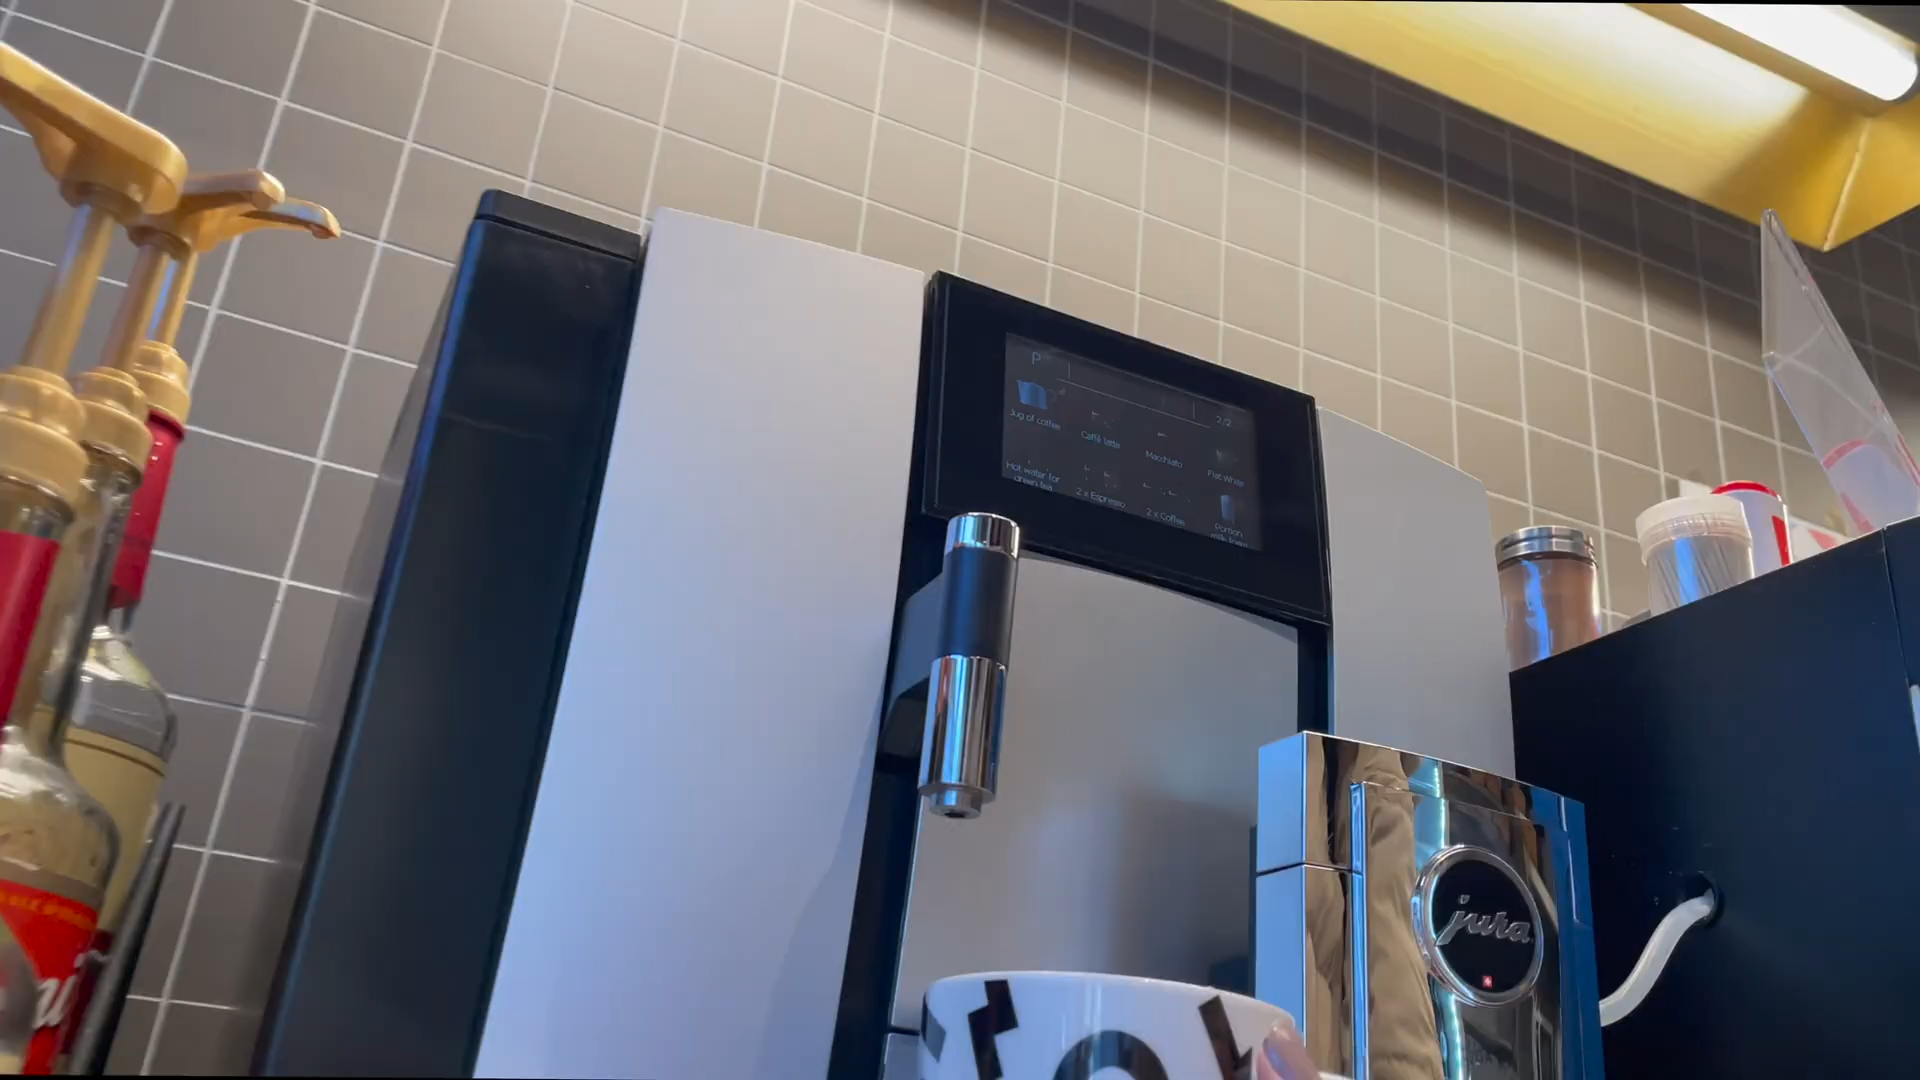 P
2/2
Jug of coffee
Caffè latte
Macchiato
Flat White
Hot water for
green tea
2 x Espresso
2 x Coffee
Portion
milk foam
jura